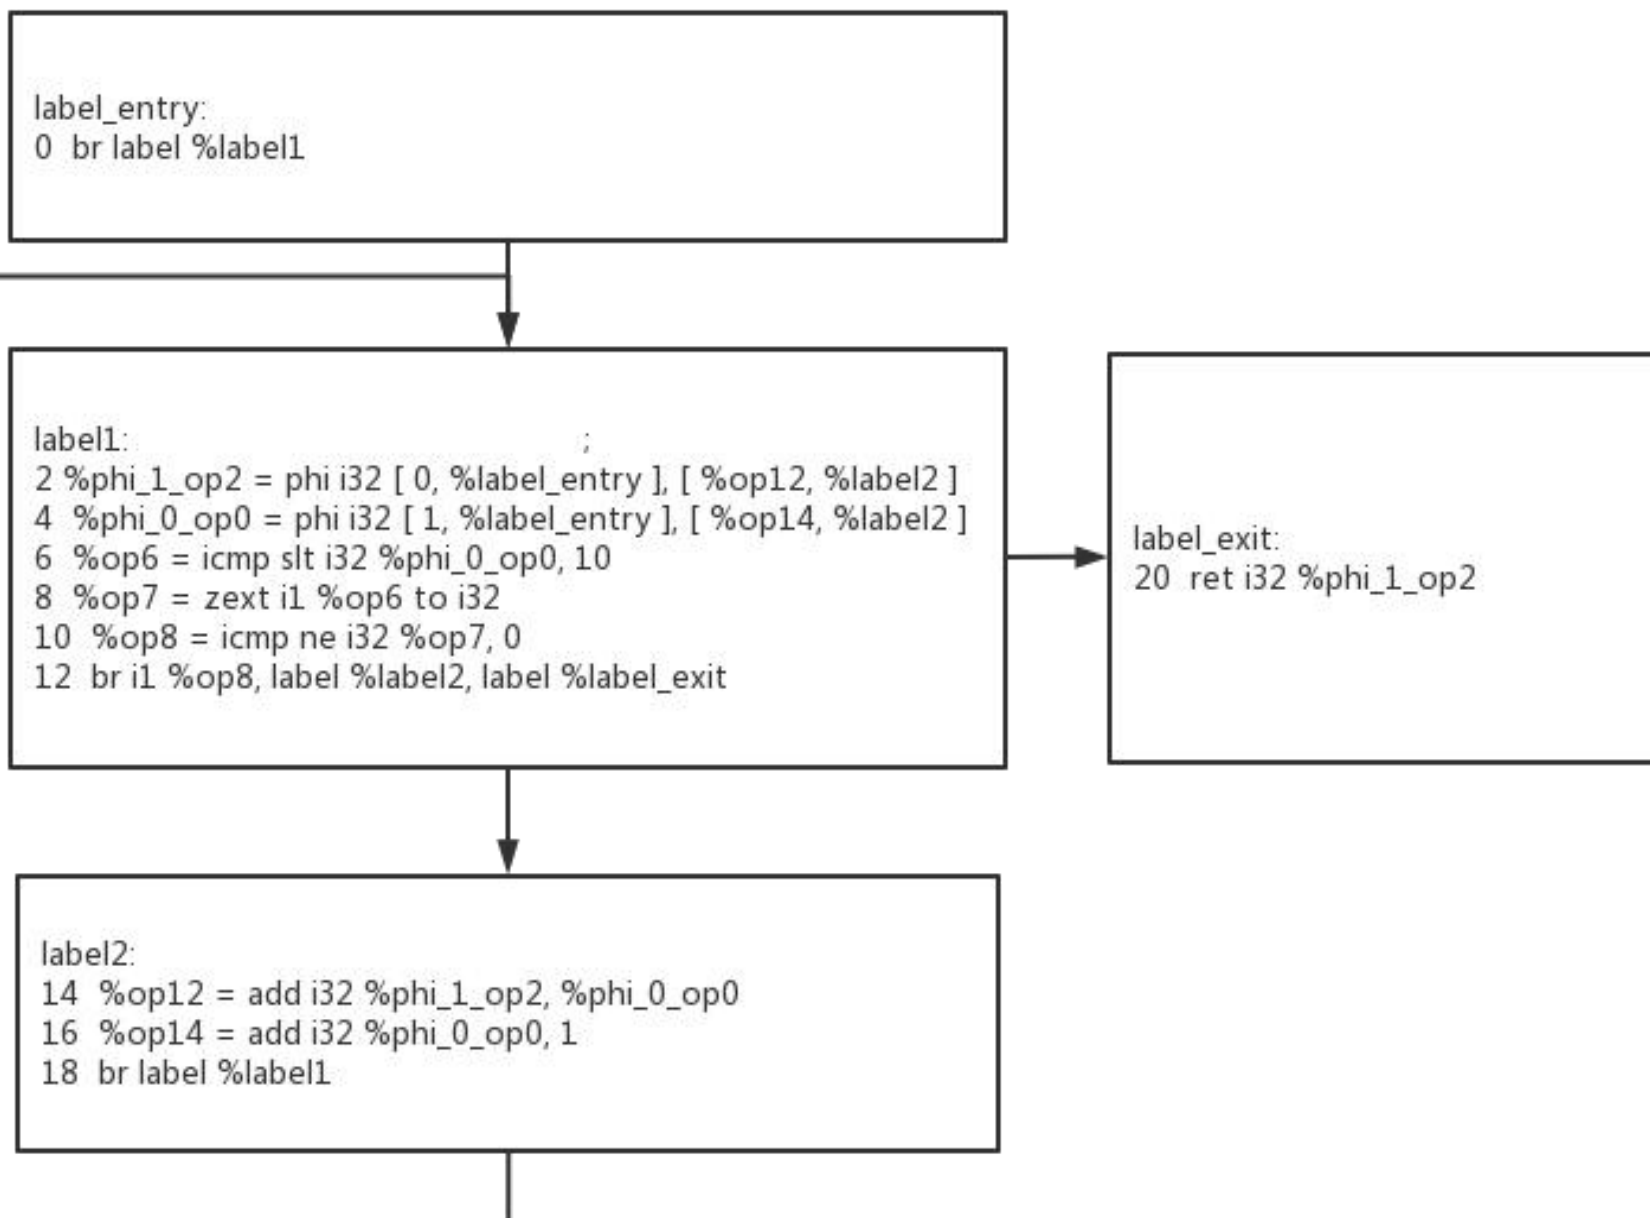 label_entry:
0 br label %label1
label1: ;
2 %phi_1_op2 = phi i32 [ 0, %label_entry ], [ %op12, %label2 ]
4 %phi_0_op0 = phi i32 [ 1, %label_entry ], [ %op14, %label2 ]
6 %op6 = icmp slt i32 %phi_0_op0, 10
8 %op7 = zext i1 %op6 to i32
10 %op8 = icmp ne i32 %op7, 0
12 br i1 %op8, label %label2, label %label_exit
label_exit:
20 ret i32 %phi_1_op2
label2:
14 %op12 = add i32 %phi_1_op2, %phi_0_op0
16 %op14 = add i32 %phi_0_op0, 1
18 br label %label1